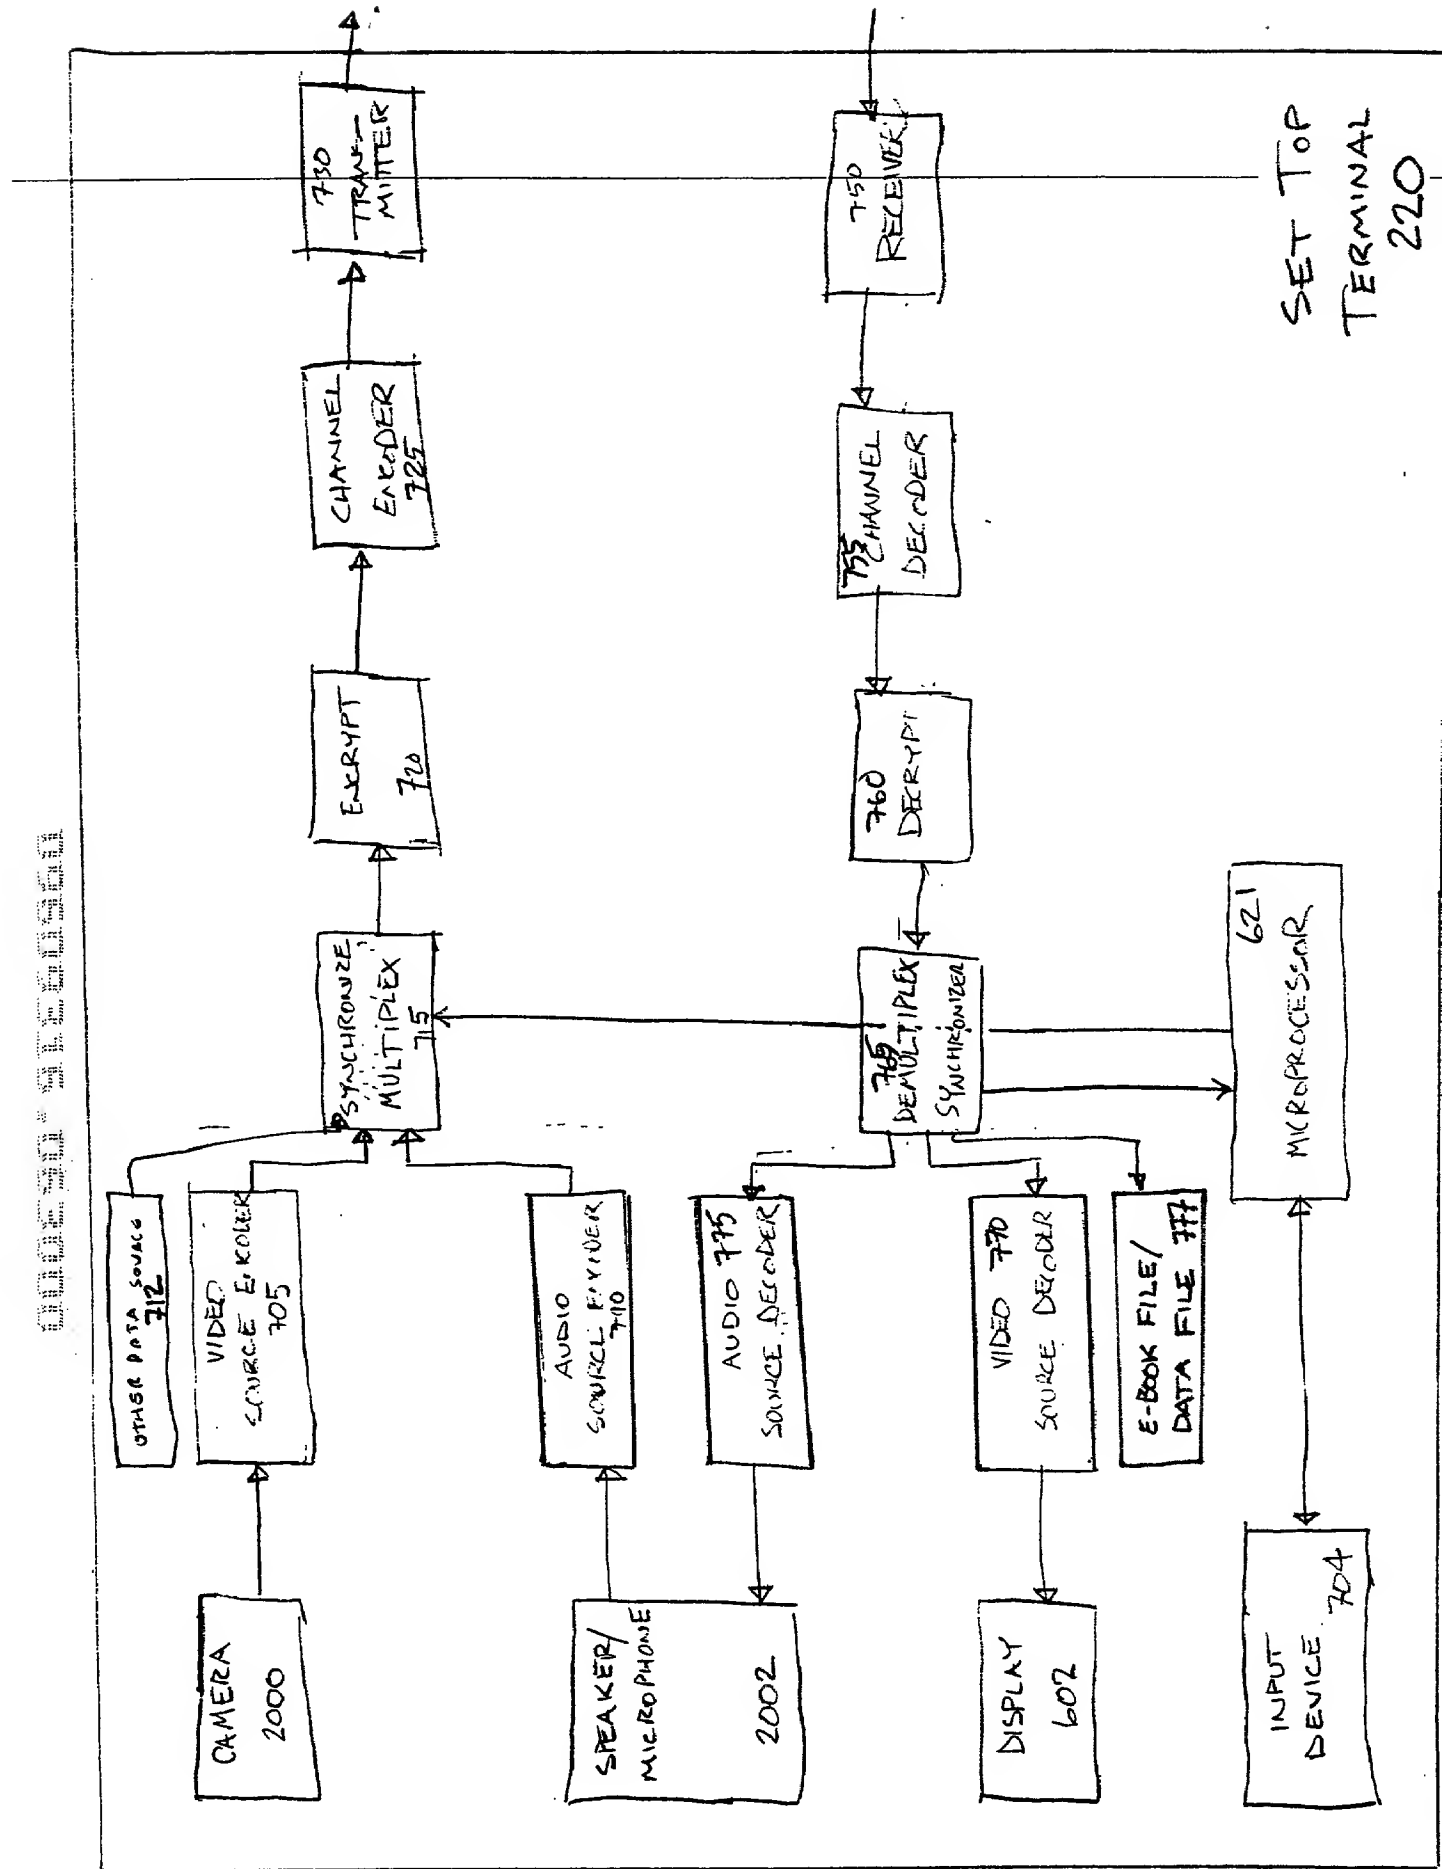 OTHER DATA SOURCE
712
CAMERA
2000
VIDEO
SOURCE ENCODER
705
SYNCHRONIZE
MULTIPLEX
715
ENCRYPT
720
CHANNEL
ENCODER
725
730
TRANS-
MITTER
SPEAKER/
MICROPHONE
2002
AUDIO
SOURCE ENCODER
710
AUDIO 775
SOURCE DECODER
765
DEMULTIPLEX
SYNCHRONIZER
760
DECRYPT
755
CHANNEL
DECODER
750
RECEIVER
DISPLAY
602
VIDEO 770
SOURCE DECODER
E-BOOK FILE/
DATA FILE 777
INPUT
DEVICE 704
621
MICROPROCESSOR
SET TOP
TERMINAL
220